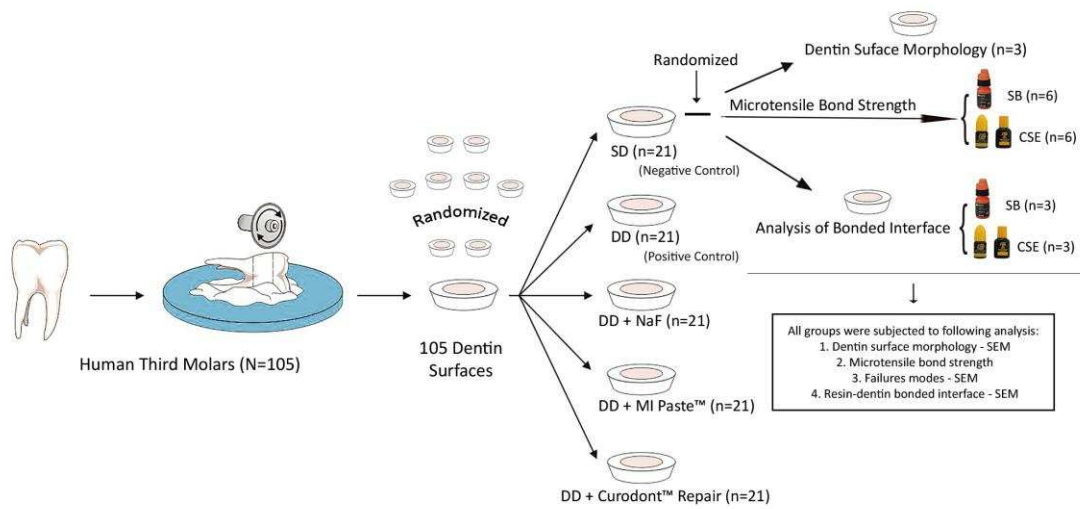 Human Third Molars (N=105)
Randomized
105 Dentin
Surfaces
SD (n=21)
(Negative Control)
DD (n=21)
(Positive Control)
DD + NaF (n=21)
DD + MI Paste™ (n=21)
DD + Curodont™ Repair (n=21)
Randomized
Dentin Suface Morphology (n=3)
Microtensile Bond Strength
SB (n=6)
CSE (n=6)
Analysis of Bonded Interface
SB (n=3)
CSE (n=3)
All groups were subjected to following analysis:
1. Dentin surface morphology - SEM
2. Microtensile bond strength
3. Failures modes - SEM
4. Resin-dentin bonded interface - SEM